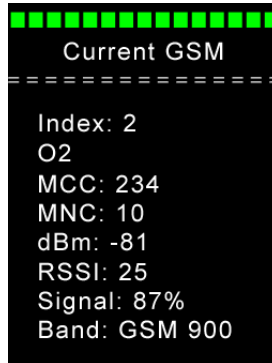 Current GSM
================
Index: 2
O2
MCC: 234
MNC: 10
dBm: -81
RSSI: 25
Signal: 87%
Band: GSM 900